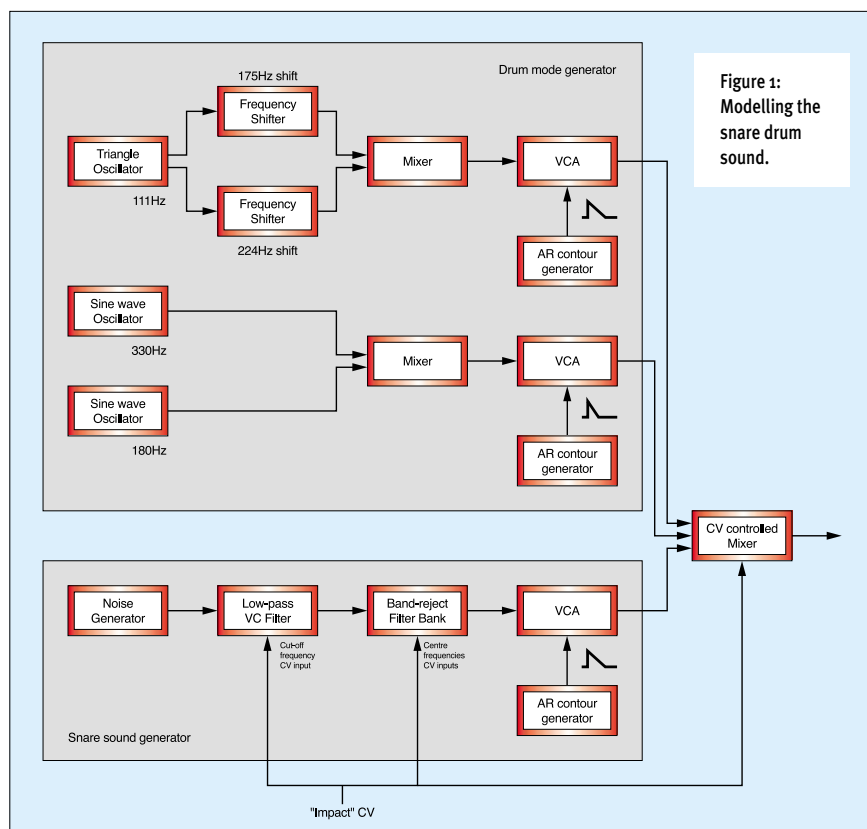 175Hz shift
Drum mode generator
Figure 1:
Modelling the
snare drum
sound.
Frequency
Shifter
Triangle
Oscillator
Mixer
VCA
111Hz
Frequency
Shifter
224Hz shift
AR contour
generator
Sine wave
Oscillator
330Hz
Mixer
VCA
Sine wave
Oscillator
180Hz
AR contour
generator
CV controlled
Mixer
Noise
Generator
Low-pass
VC Filter
Band-reject
Filter Bank
VCA
Cut-off
frequency
CV input
Centre
frequencies
CV inputs
AR contour
generator
Snare sound generator
"Impact" CV